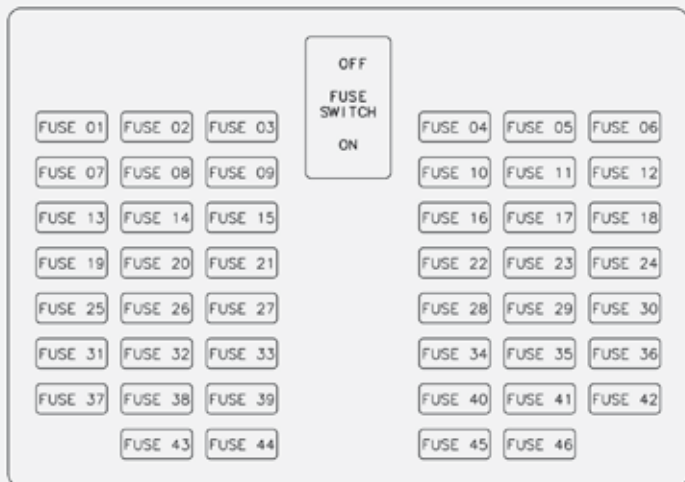 OFF
FUSE
SWITCH
ON
FUSE 01 FUSE 02 FUSE 03 FUSE 04 FUSE 05 FUSE 06
FUSE 07 FUSE 08 FUSE 09 FUSE 10 FUSE 11 FUSE 12
FUSE 13 FUSE 14 FUSE 15 FUSE 16 FUSE 17 FUSE 18
FUSE 19 FUSE 20 FUSE 21 FUSE 22 FUSE 23 FUSE 24
FUSE 25 FUSE 26 FUSE 27 FUSE 28 FUSE 29 FUSE 30
FUSE 31 FUSE 32 FUSE 33 FUSE 34 FUSE 35 FUSE 36
FUSE 37 FUSE 38 FUSE 39 FUSE 40 FUSE 41 FUSE 42
FUSE 43 FUSE 44 FUSE 45 FUSE 46